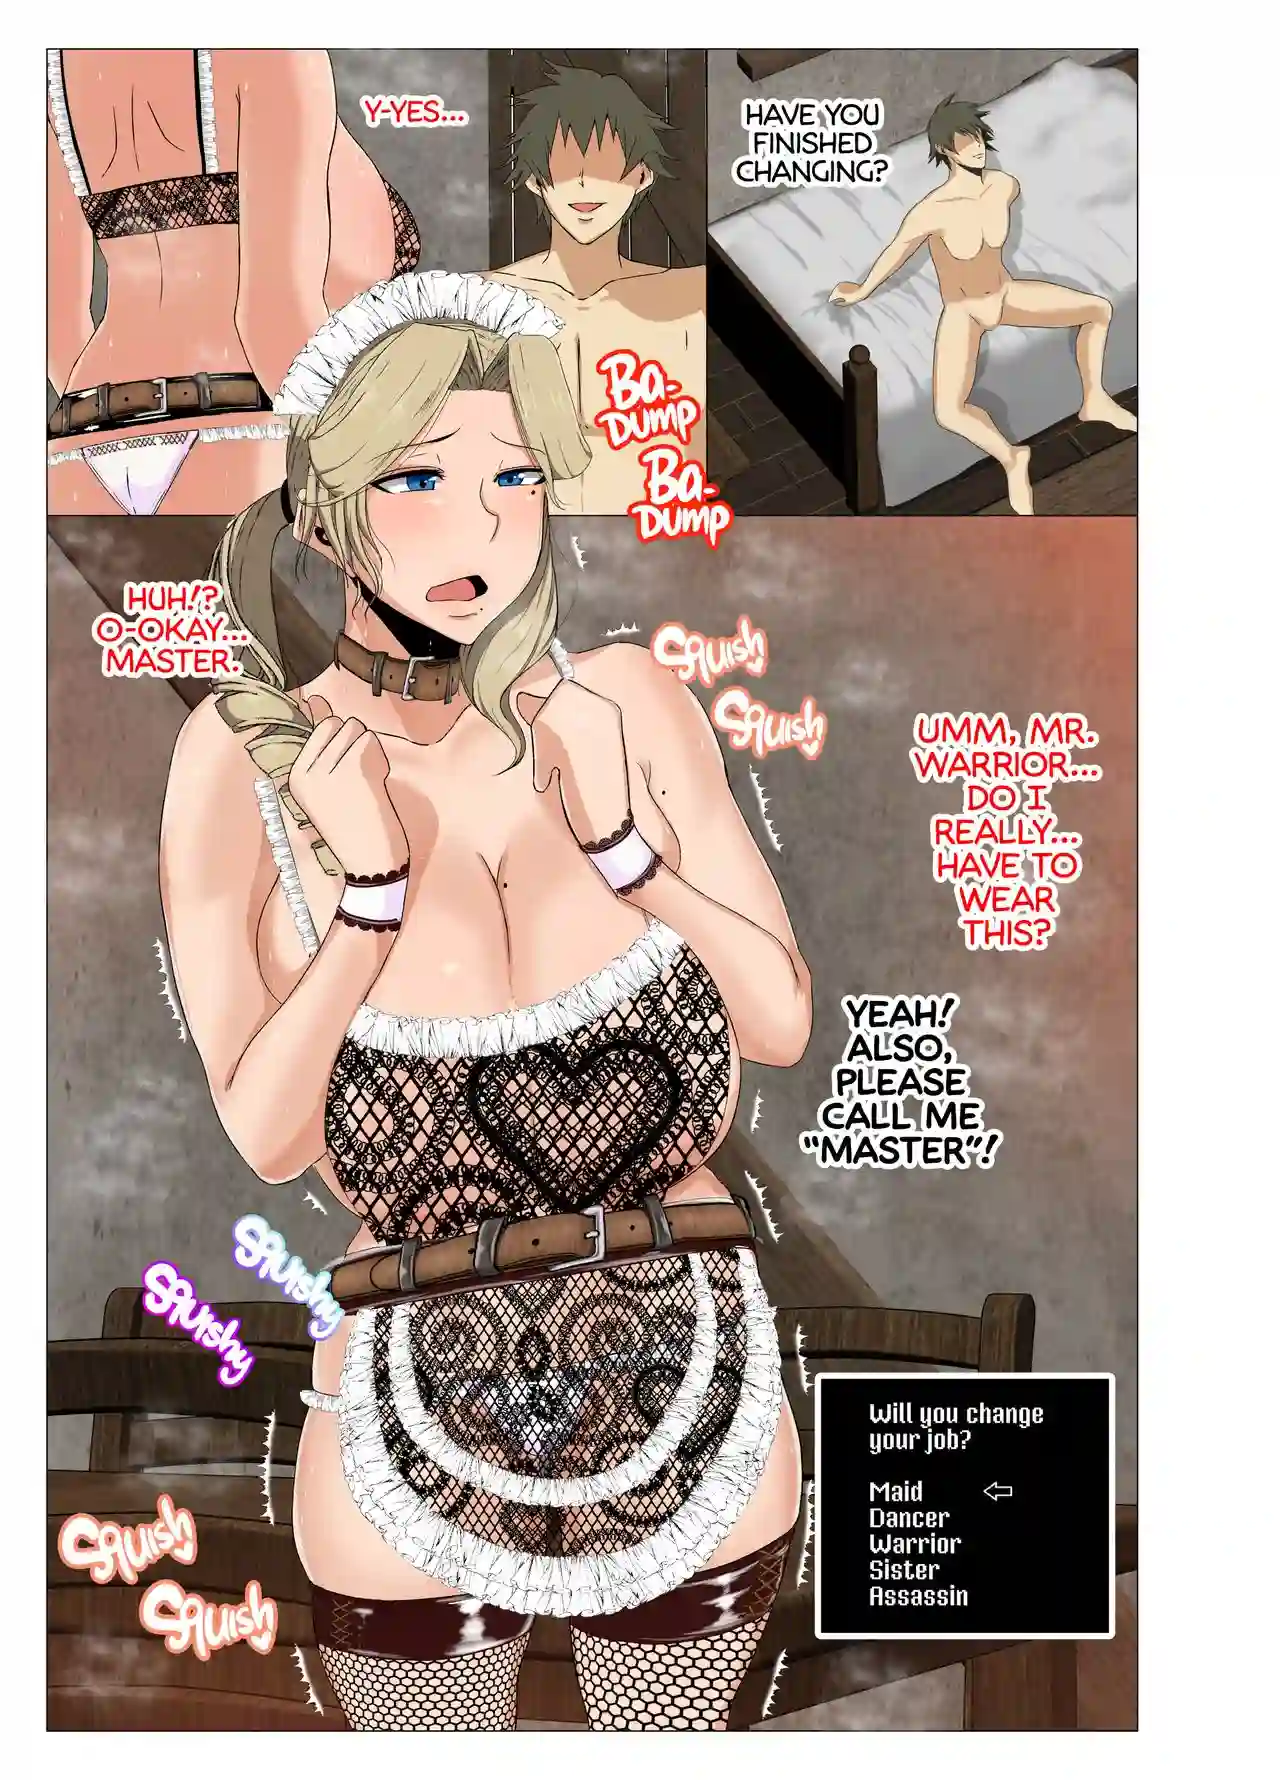 HAVE YOU
FINISHED
CHANGING?
Y-YES...
BA-
DUMP
BA-
DUMP
UMM, MR.
WARRIOR...
DO I
REALLY...
HAVE TO
WEAR
THIS?
YEAH!
ALSO,
PLEASE
CALL ME
"MASTER"!
HUH!?
O-OKAY...
MASTER.
SQUISH
SQUISH
SQUISHY
SQUISHY
SQUISH
SQUISH
Will you change
your job?
Maid
Dancer
Warrior
Sister
Assassin